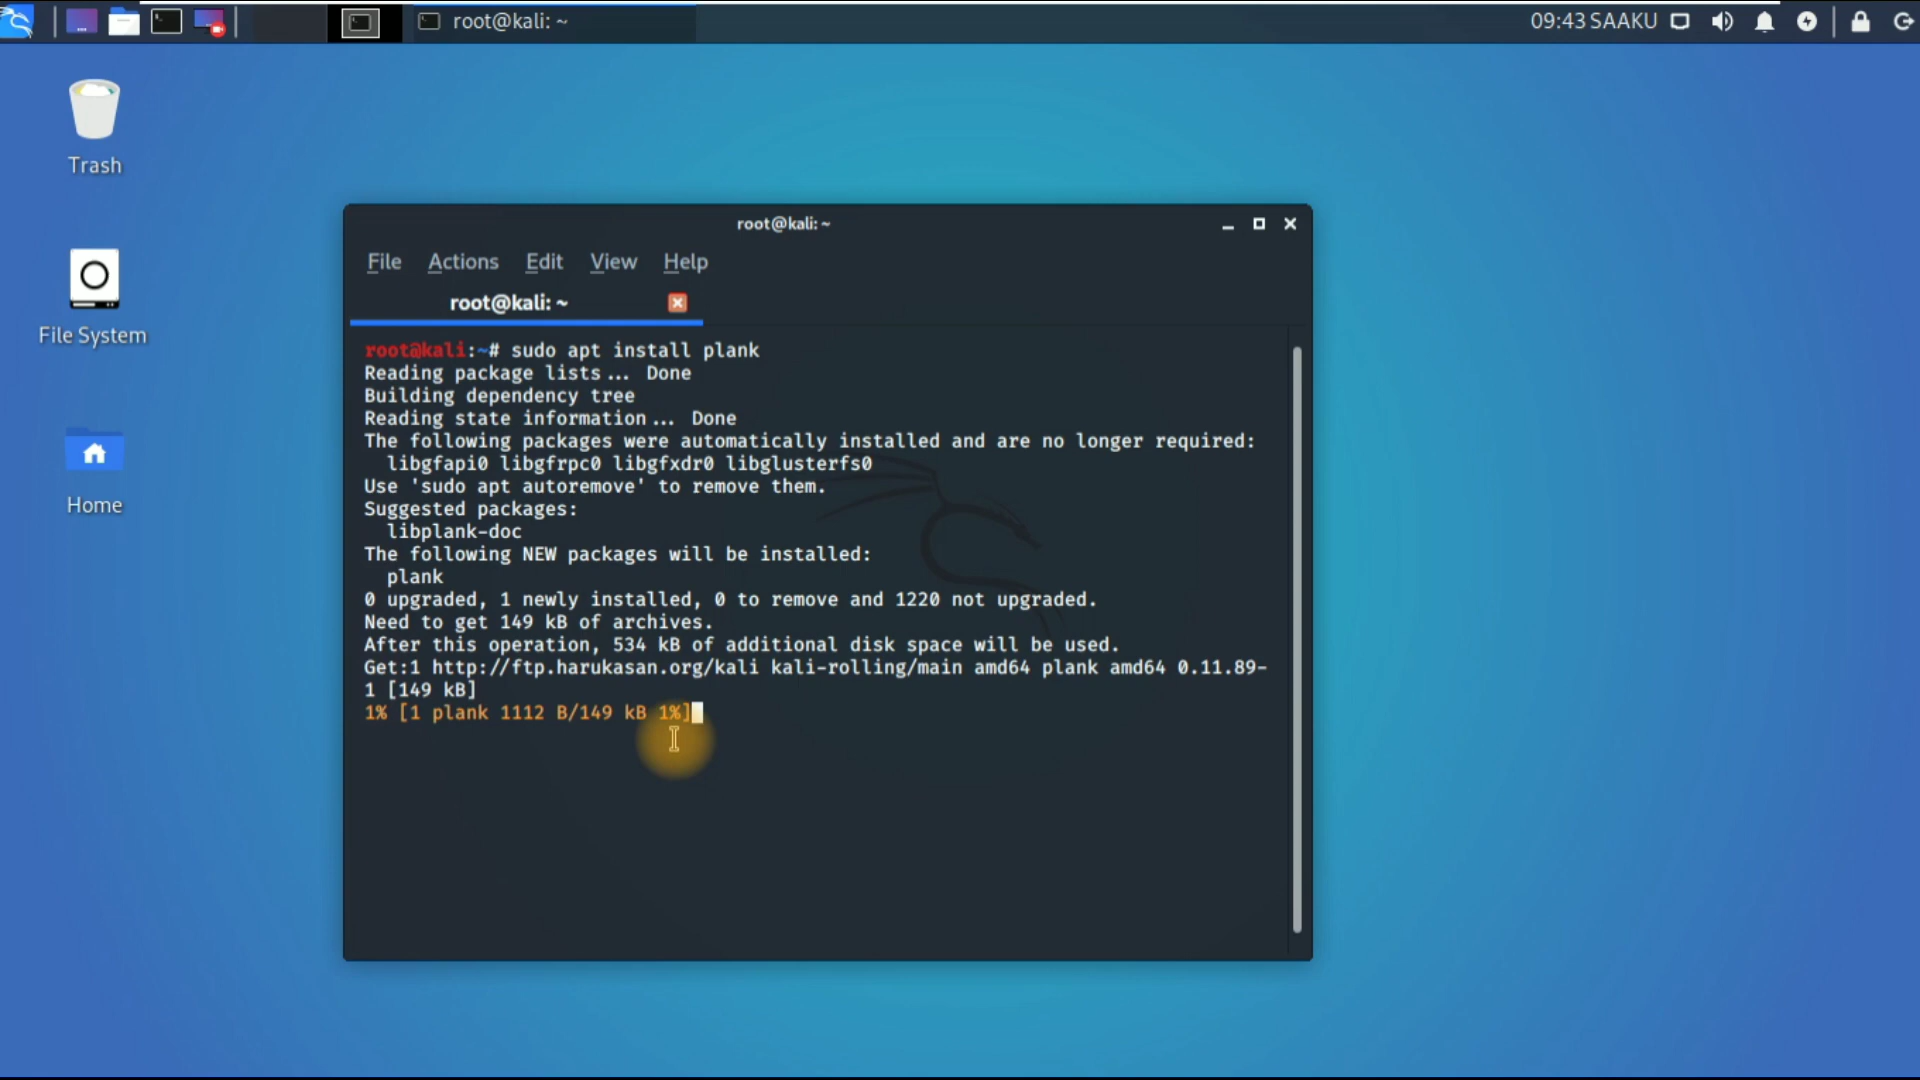 root@kali: ~
09:43 SAAKU
Trash
File System
Home
root@kali: ~
File Actions Edit View Help
root@kali: ~
root@kali:~# sudo apt install plank
Reading package lists... Done
Building dependency tree
Reading state information... Done
The following packages were automatically installed and are no longer required:
libgfapi0 libgfrpc0 libgfxdr0 libglusterfs0
Use 'sudo apt autoremove' to remove them.
Suggested packages:
libplank-doc
The following NEW packages will be installed:
plank
0 upgraded, 1 newly installed, 0 to remove and 1220 not upgraded.
Need to get 149 kB of archives.
After this operation, 534 kB of additional disk space will be used.
Get:1 http://ftp.harukasan.org/kali kali-rolling/main amd64 plank amd64 0.11.89-
1 [149 kB]
1% [1 plank 1112 B/149 kB 1%]